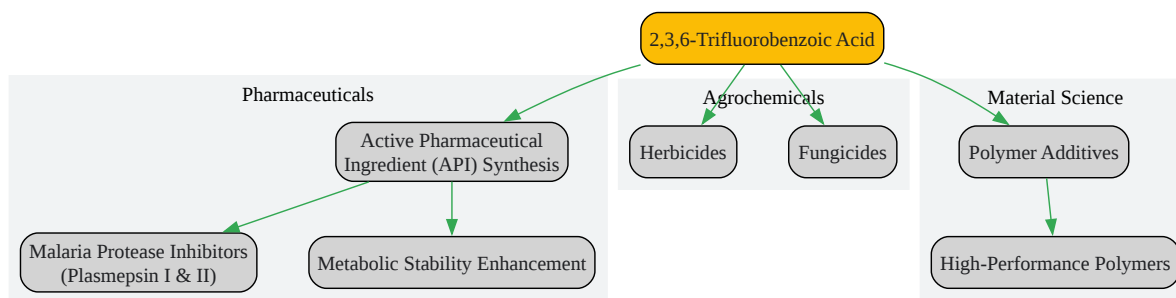 2,3,6-Trifluorobenzoic Acid
Pharmaceuticals
Agrochemicals
Material Science
Active Pharmaceutical
Ingredient (API) Synthesis
Herbicides
Fungicides
Polymer Additives
Malaria Protease Inhibitors
(Plasmepsin I & II)
Metabolic Stability Enhancement
High-Performance Polymers